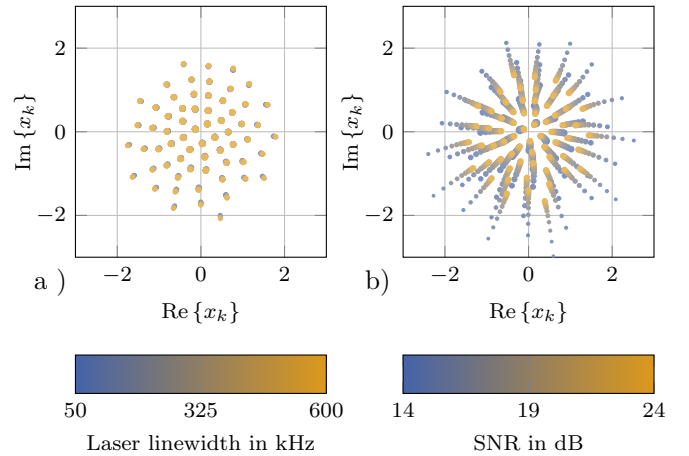 2
0
−2
Im {x_k}
−2 0 2
a )
Re {x_k}
2
0
−2
Im {x_k}
−2 0 2
b)
Re {x_k}
50 325 600
Laser linewidth in kHz
14 19 24
SNR in dB